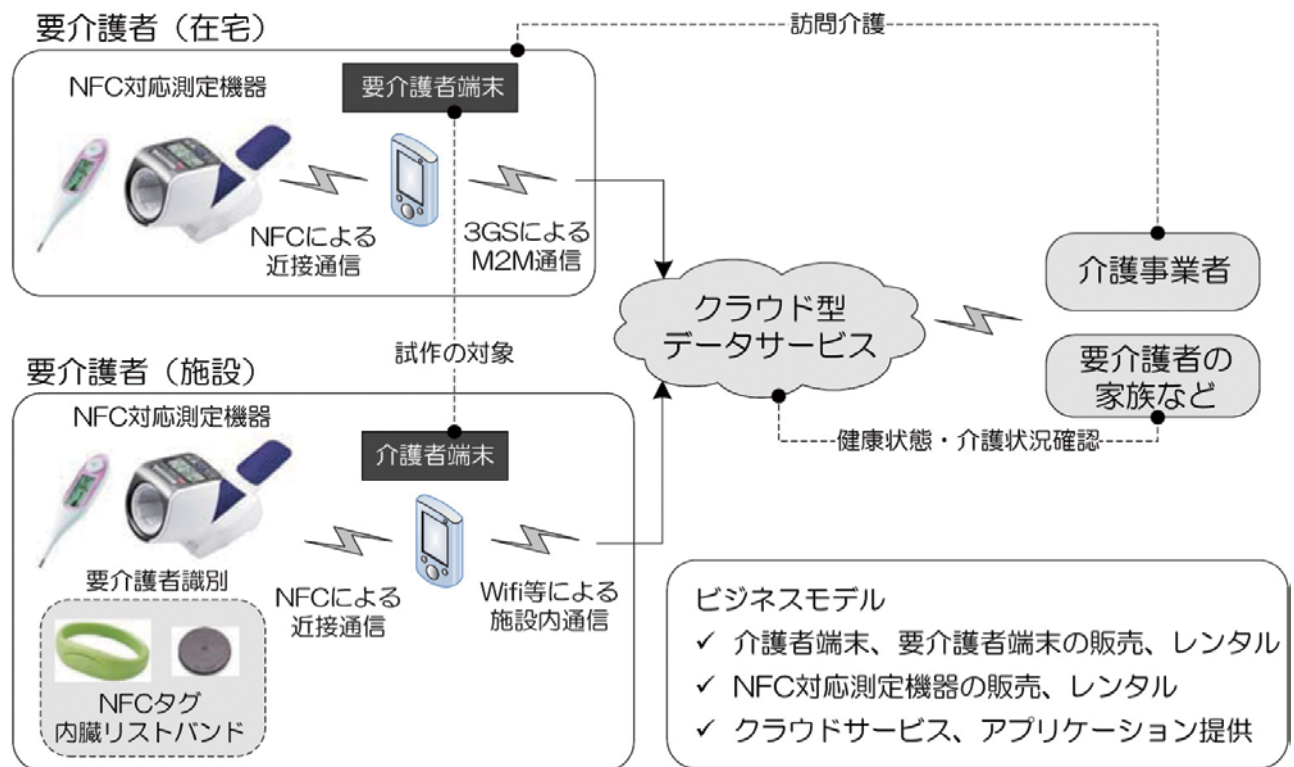 要介護者（在宅）
訪問介護
NFC対応測定機器
要介護者端末
NFCによる
近接通信
3GSによる
M2M通信
クラウド型
データサービス
介護事業者
要介護者の
家族など
試作の対象
健康状態・介護状況確認
要介護者（施設）
NFC対応測定機器
介護者端末
要介護者識別
NFCタグ
内臓リストバンド
NFCによる
近接通信
Wifi等による
施設内通信
ビジネスモデル
✓ 介護者端末、要介護者端末の販売、レンタル
✓ NFC対応測定機器の販売、レンタル
✓ クラウドサービス、アプリケーション提供